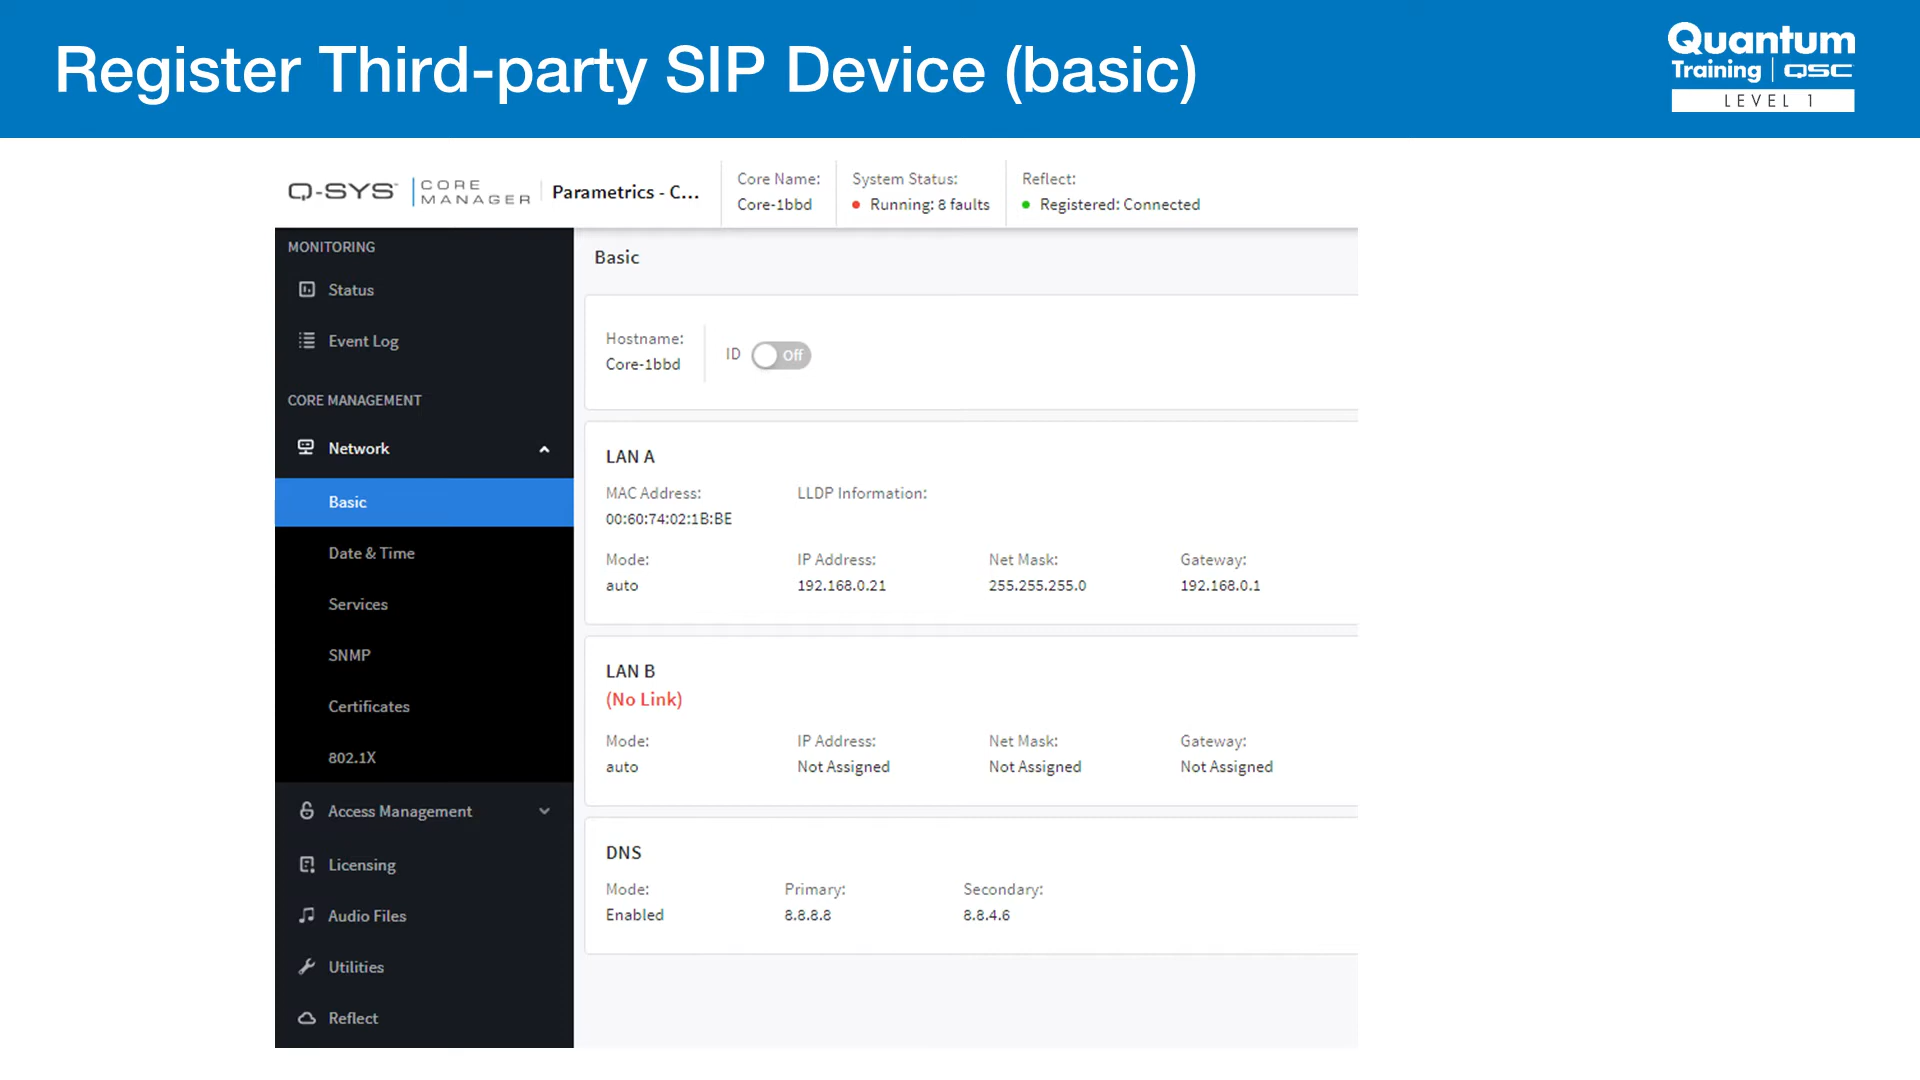 Register Third-party SIP Device (basic)
Quantum
Training | QSC
LEVEL 1
Q-SYS CORE MANAGER
Parametrics - C...
Core Name:
Core-1bbd
System Status:
Running: 8 faults
Reflect:
Registered: Connected
MONITORING
Status
Event Log
CORE MANAGEMENT
Network
Basic
Date & Time
Services
SNMP
Certificates
802.1X
Access Management
Licensing
Audio Files
Utilities
Reflect
Basic
Hostname:
Core-1bbd
ID Off
LAN A
MAC Address: LLDP Information:
00:60:74:02:1B:BE
Mode: IP Address: Net Mask: Gateway:
auto 192.168.0.21 255.255.255.0 192.168.0.1
LAN B
(No Link)
Mode: IP Address: Net Mask: Gateway:
auto Not Assigned Not Assigned Not Assigned
DNS
Mode: Primary: Secondary:
Enabled 8.8.8.8 8.8.4.6